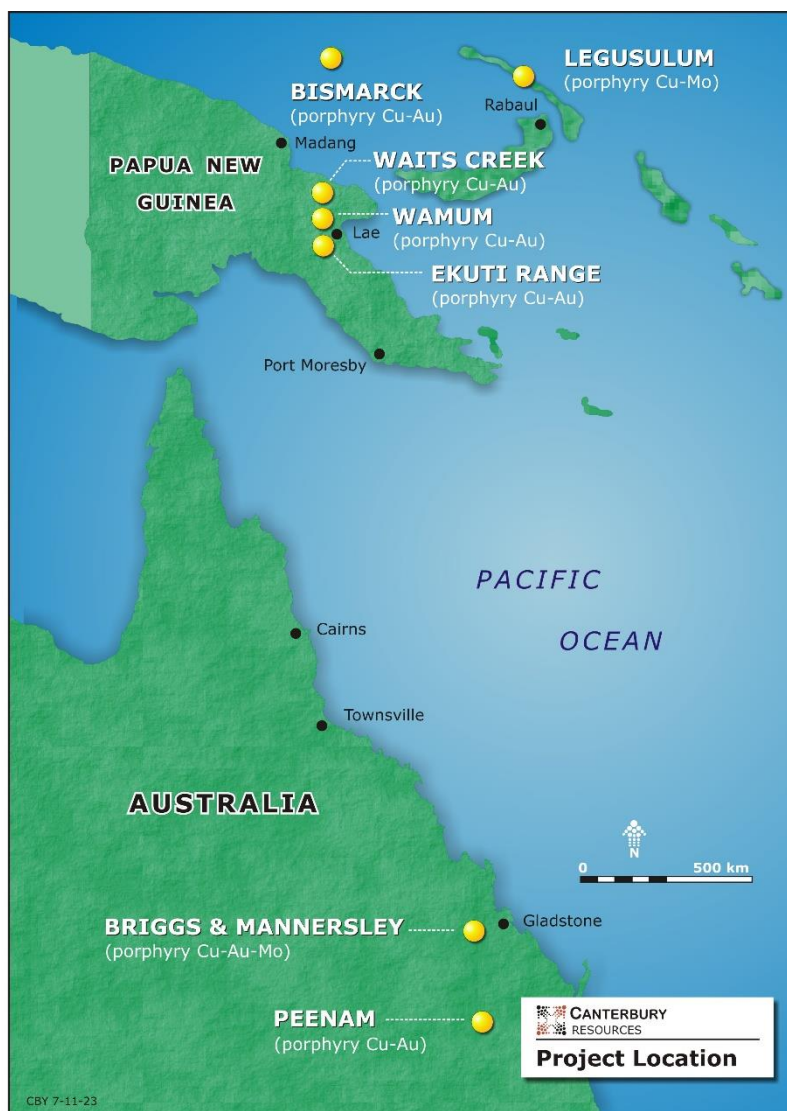 LEGUSULUM
(porphyry Cu-Mo)
BISMARCK
(porphyry Cu-Au)
Rabaul
Madang
PAPUA NEW
GUINEA
WAITS CREEK
(porphyry Cu-Au)
WAMUM
(porphyry Cu-Au)
Lae
EKUTI RANGE
(porphyry Cu-Au)
Port Moresby
PACIFIC
OCEAN
Cairns
Townsville
AUSTRALIA
N
0 500 km
BRIGGS & MANNERSLEY
(porphyry Cu-Au-Mo)
Gladstone
PEENAM
(porphyry Cu-Au)
CANTERBURY
RESOURCES
Project Location
CBY 7-11-23